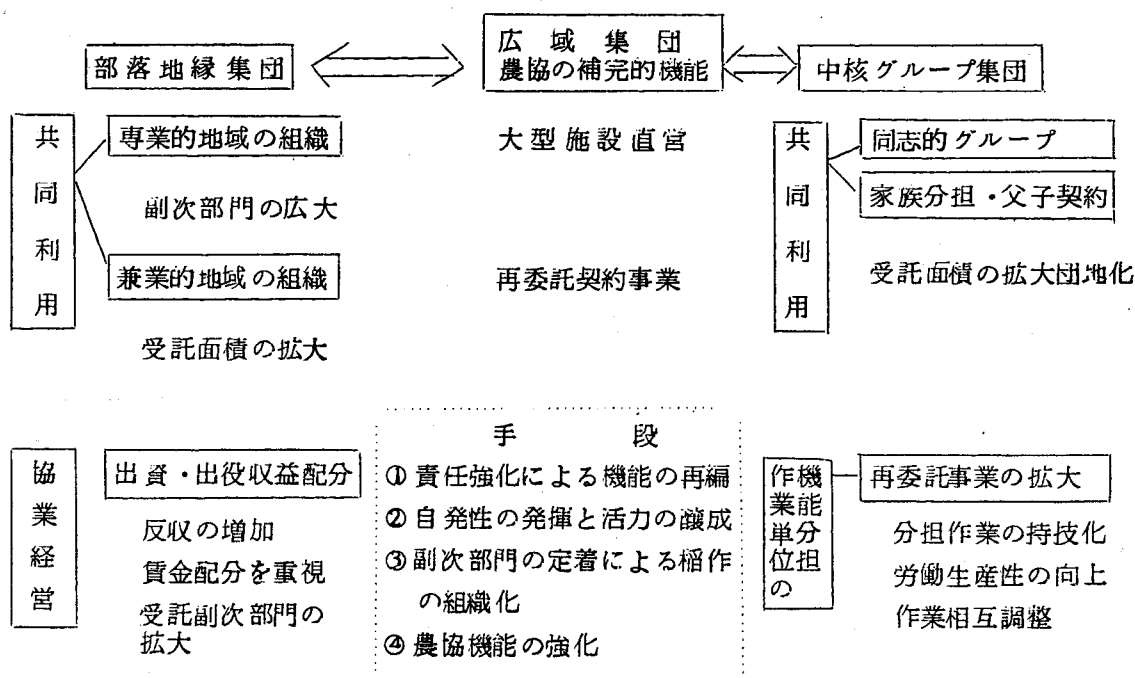 広域集団
農協の補完的機能
部落地縁集団
中核グループ集団
共同利用
専業的地域の組織
副次部門の広大
兼業的地域の組織
受託面積の拡大
大型施設直営
再委託契約事業
共同利用
同志的グループ
家族分担・父子契約
受託面積の拡大団地化
協業経営
出資・出役収益配分
反収の増加
賃金配分を重視
受託副次部門の
拡大
手段
① 責任強化による機能の再編
② 自発性の発揮と活力の醸成
③ 副次部門の定着による稲作
の組織化
④ 農協機能の強化
機能分担の
作業単位
再委託事業の拡大
分担作業の持技化
労働生産性の向上
作業相互調整